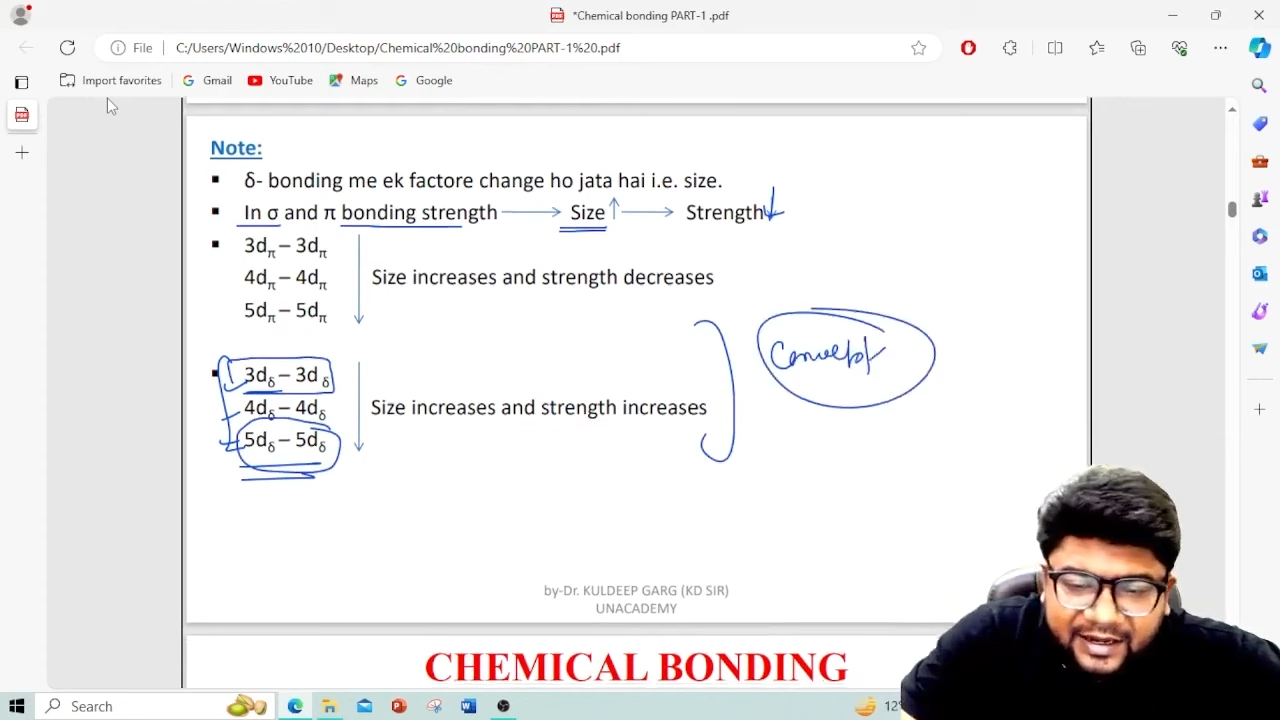 *Chemical bonding PART-1 .pdf
File
C:/Users/Windows%2010/Desktop/Chemical%20bonding%20PART-1%20.pdf
Import favorites
Gmail
YouTube
Maps
Google
Note:
▪ δ- bonding me ek factore change ho jata hai i.e. size.
▪ In σ and π bonding strength → Size ↑ → Strength ↓
▪ 3dπ – 3dπ
4dπ – 4dπ
Size increases and strength decreases
5dπ – 5dπ
▪ 3dδ – 3d δ
4dδ – 4dδ
Size increases and strength increases
5dδ – 5dδ
by-Dr. KULDEEP GARG (KD SIR)
UNACADEMY
CHEMICAL BONDING
Search